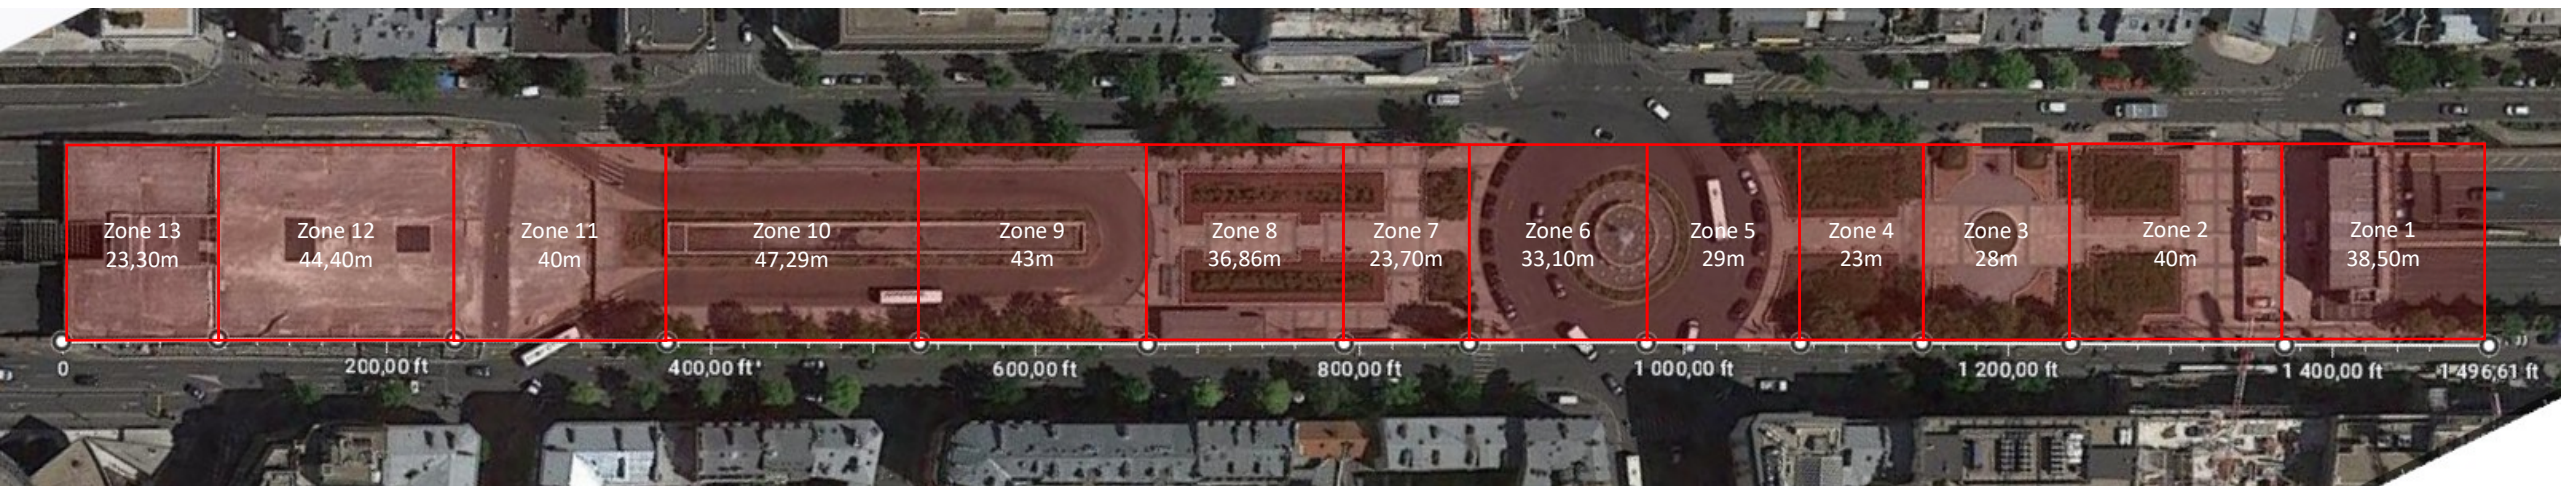 Zone 13
23,30m
Zone 12
44,40m
Zone 11
40m
Zone 10
47,29m
Zone 9
43m
Zone 8
36,86m
Zone 7
23,70m
Zone 6
33,10m
Zone 5
29m
Zone 4
23m
Zone 3
28m
Zone 2
40m
Zone 1
38,50m
0
200,00 ft
400,00 ft
600,00 ft
800,00 ft
1 000,00 ft
1 200,00 ft
1 400,00 ft
1 496,61 ft